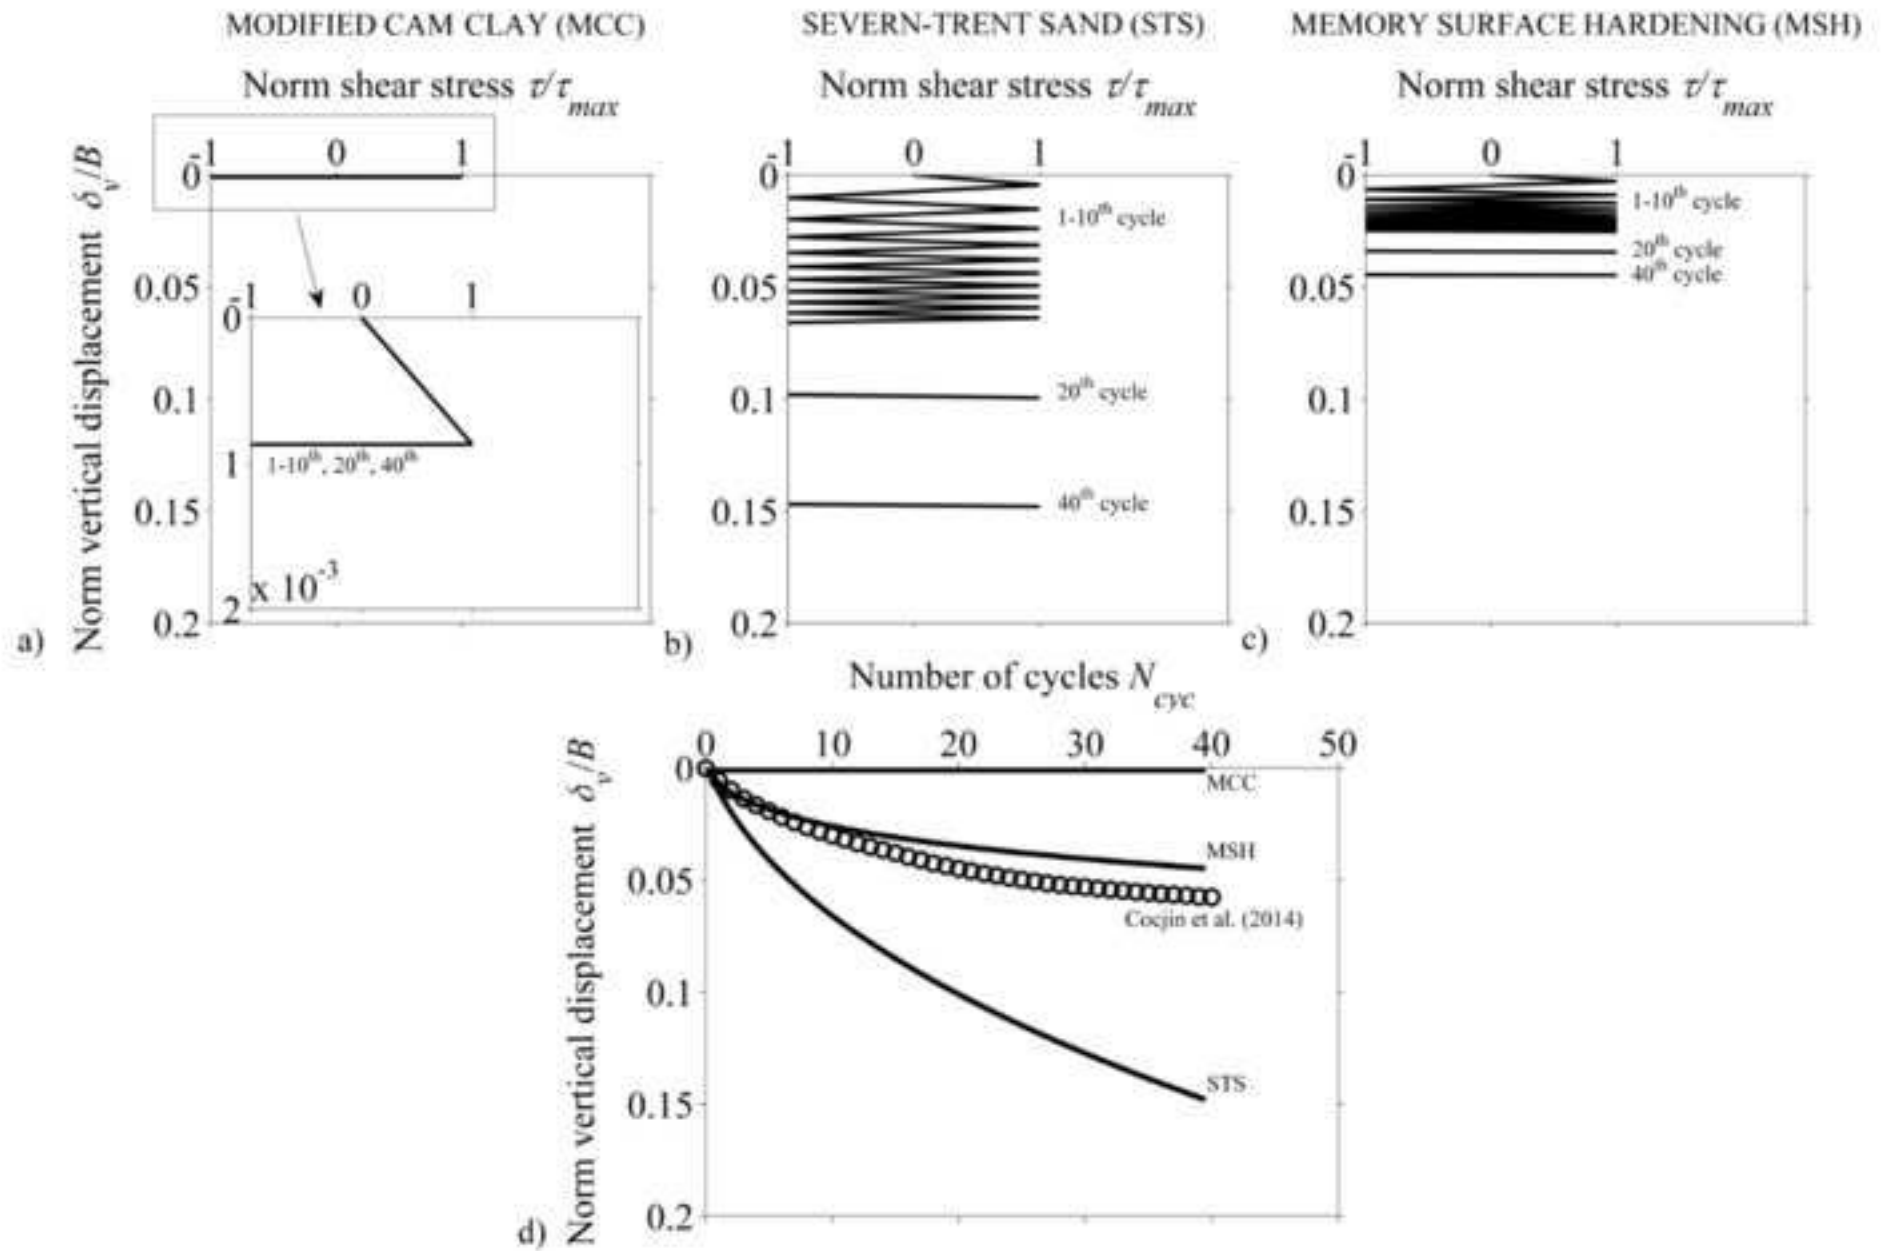 MODIFIED CAM CLAY (MCC)
SEVERN-TRENT SAND (STS)
MEMORY SURFACE HARDENING (MSH)
Norm shear stress τ/τmax
Norm shear stress τ/τmax
Norm shear stress τ/τmax
-1 0 1
-1 0 1
-1 0 1
Norm vertical displacement δv/B
0
0.05
0.1
0.15
0.2
-1 0 1
0
1
2
x 10-3
1-10th, 20th, 40th
a)
0
0.05
0.1
0.15
0.2
1-10th cycle
20th cycle
40th cycle
b)
0
0.05
0.1
0.15
0.2
1-10th cycle
20th cycle
40th cycle
c)
Number of cycles Ncyc
0 10 20 30 40 50
Norm vertical displacement δv/B
0
0.05
0.1
0.15
0.2
MCC
MSH
Cocjin et al. (2014)
STS
d)